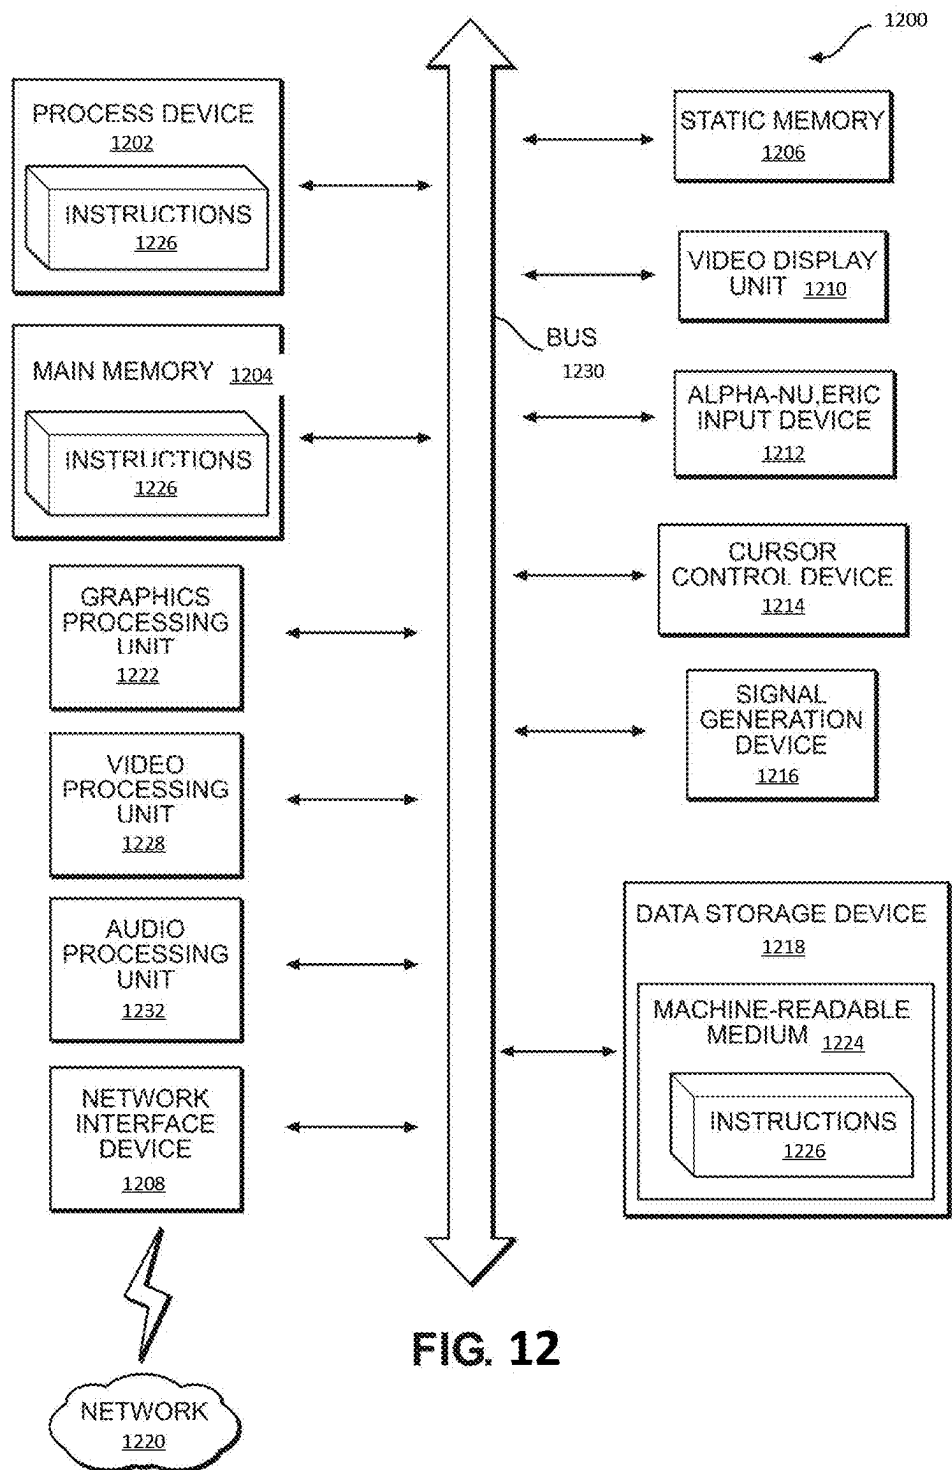 1200
PROCESS DEVICE
1202
INSTRUCTIONS
1226
MAIN MEMORY 1204
INSTRUCTIONS
1226
GRAPHICS
PROCESSING
UNIT
1222
VIDEO
PROCESSING
UNIT
1228
AUDIO
PROCESSING
UNIT
1232
NETWORK
INTERFACE
DEVICE
1208
NETWORK
1220
BUS
1230
STATIC MEMORY
1206
VIDEO DISPLAY
UNIT 1210
ALPHA-NU,ERIC
INPUT DEVICE
1212
CURSOR
CONTROL DEVICE
1214
SIGNAL
GENERATION
DEVICE
1216
DATA STORAGE DEVICE
1218
MACHINE-READABLE
MEDIUM 1224
INSTRUCTIONS
1226
FIG. 12